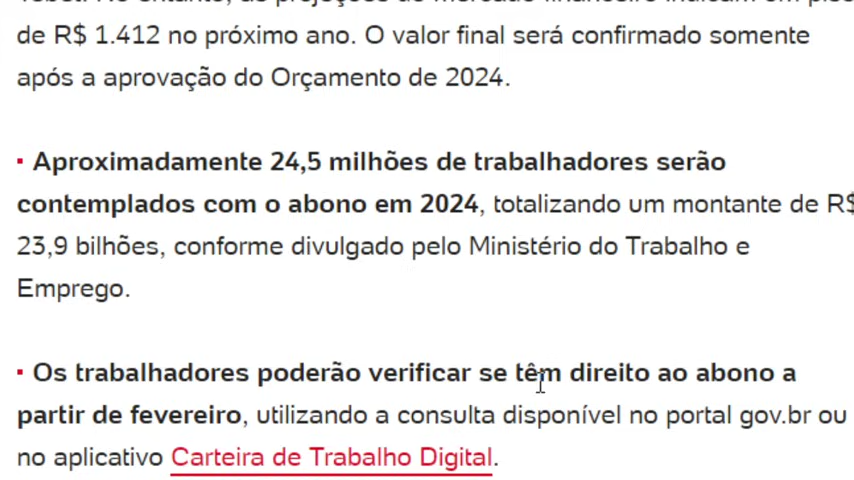 de R$ 1.412 no próximo ano. O valor final será confirmado somente
após a aprovação do Orçamento de 2024.
▪ Aproximadamente 24,5 milhões de trabalhadores serão
contemplados com o abono em 2024, totalizando um montante de R$
23,9 bilhões, conforme divulgado pelo Ministério do Trabalho e
Emprego.
▪ Os trabalhadores poderão verificar se têm direito ao abono a
partir de fevereiro, utilizando a consulta disponível no portal gov.br ou
no aplicativo Carteira de Trabalho Digital.